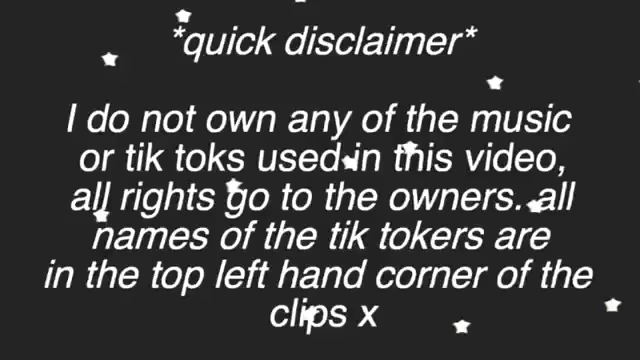 *quick disclaimer*
I do not own any of the music
or tik toks used in this video,
all rights go to the owners. all
names of the tik tokers are
in the top left hand corner of the
clips x